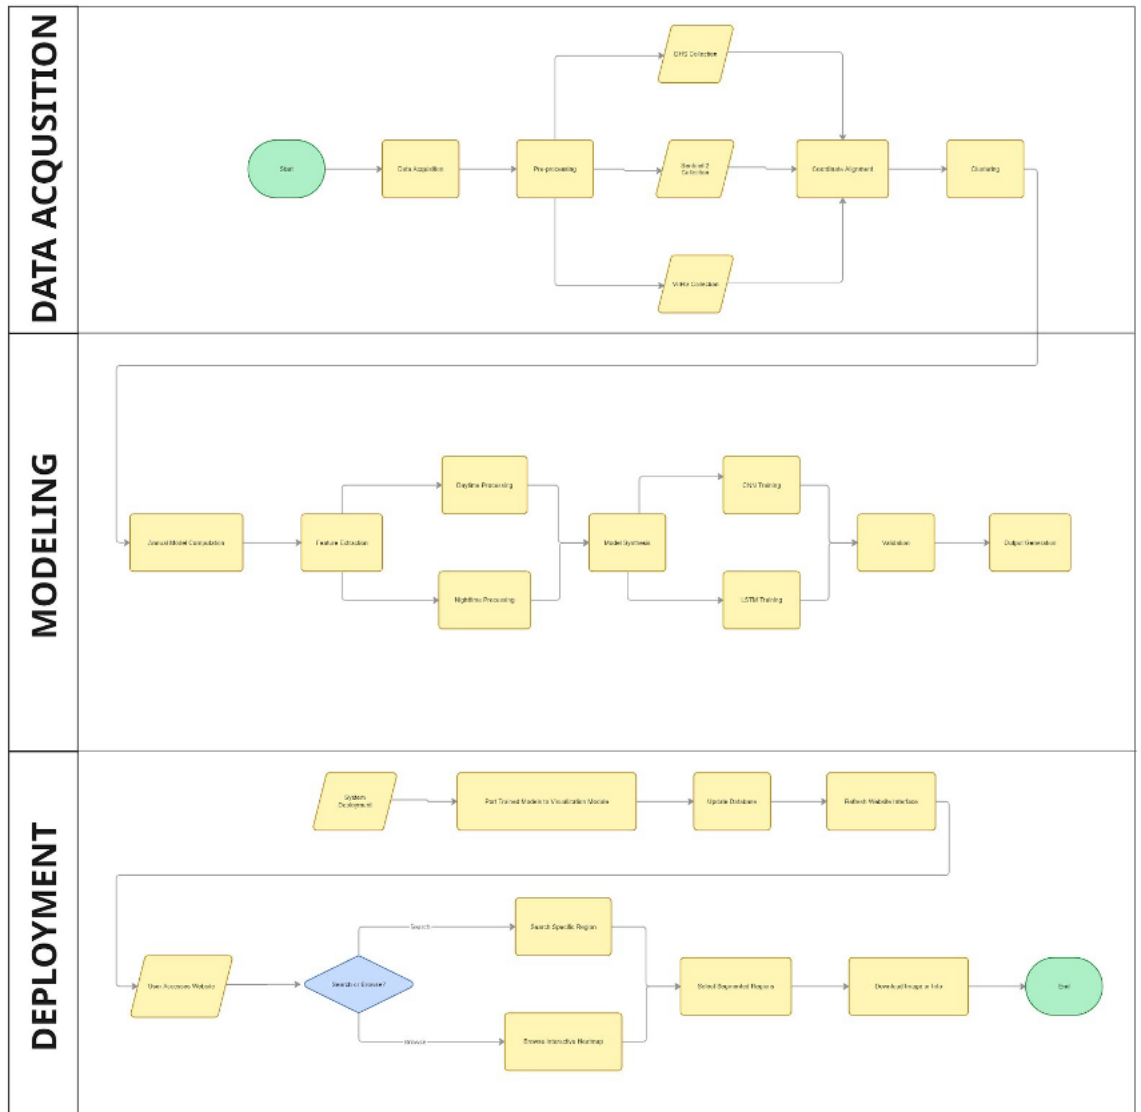 DATA ACQUSITION
DHS Collection
Start
Data Acquisition
Pre-processing
Sentinel 2
Collection
Coordinate Alignment
Clustering
VIIRS Collection
MODELING
Daytime Processing
CNN Training
Annual Model Computation
Feature Extraction
Model Synthesis
Validation
Output Generation
Nighttime Processing
LSTM Training
DEPLOYMENT
System
Deployment
Port Trained Models to Visualization Module
Update Database
Refresh Website Interface
Search
Search Specific Region
User Accesses Website
Search or Browse?
Select Segmented Regions
Download Image or Info
End
Browse
Browse Interactive Heatmap